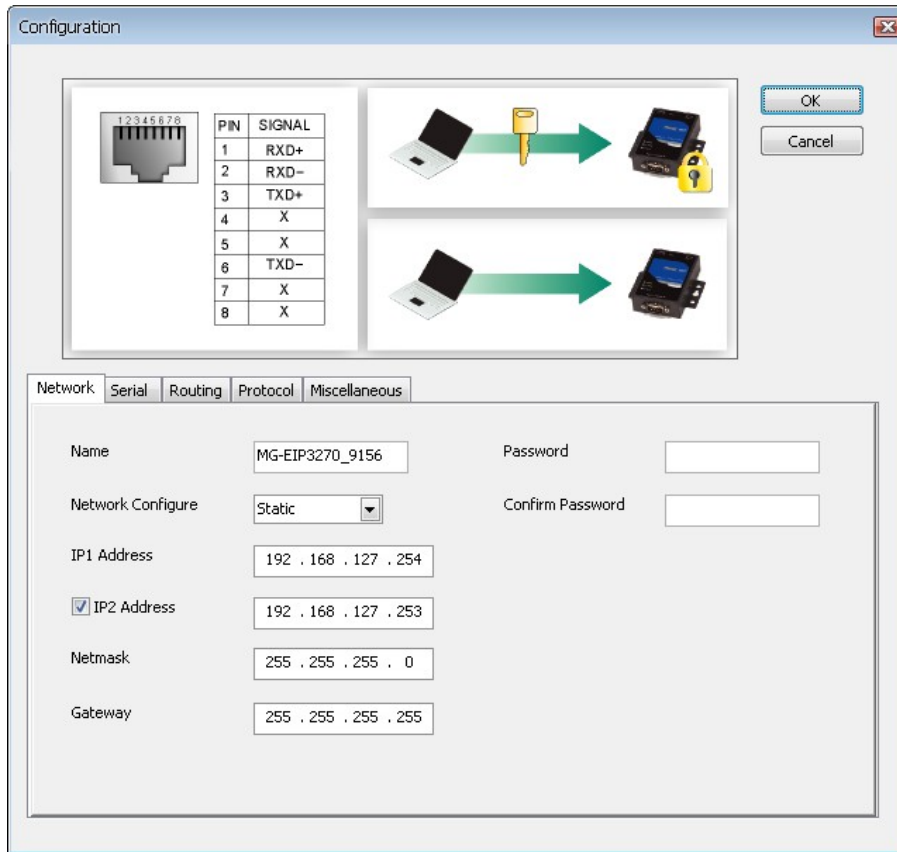 Configuration
OK
Cancel
12345678
PIN SIGNAL
1 RXD+
2 RXD-
3 TXD+
4 X
5 X
6 TXD-
7 X
8 X
Network Serial Routing Protocol Miscellaneous
Name MG-EIP3270_9156 Password
Network Configure Static Confirm Password
IP1 Address 192 . 168 . 127 . 254
IP2 Address 192 . 168 . 127 . 253
Netmask 255 . 255 . 255 . 0
Gateway 255 . 255 . 255 . 255